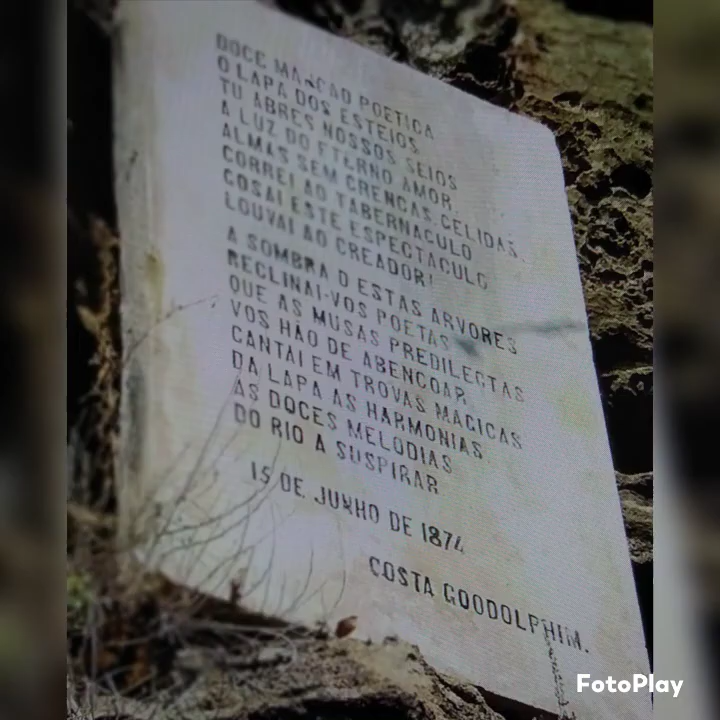 DOCE MANSÃO POETICA
O LAPA DOS ESTEIOS
TU ABRES NOSSOS SEIOS
A LUZ DO ETERNO AMOR.
ALMAS SEM CRENÇAS, GELIDAS,
CORREI AO TABERNACULO
GOSAI ESTE ESPECTACULO
LOUVAI AO CREADOR!
A SOMBRA D'ESTAS ARVORES
RECLINAI-VOS POETAS
QUE AS MUSAS PREDILECTAS
VOS HÃO DE ABENÇOAR.
CANTAI EM TROVAS MAGICAS
DA LAPA AS HARMONIAS
AS DOCES MELODIAS
DO RIO A SUSPIRAR
15 DE JUNHO DE 1874
COSTA GOODOLPHIM.
FotoPlay